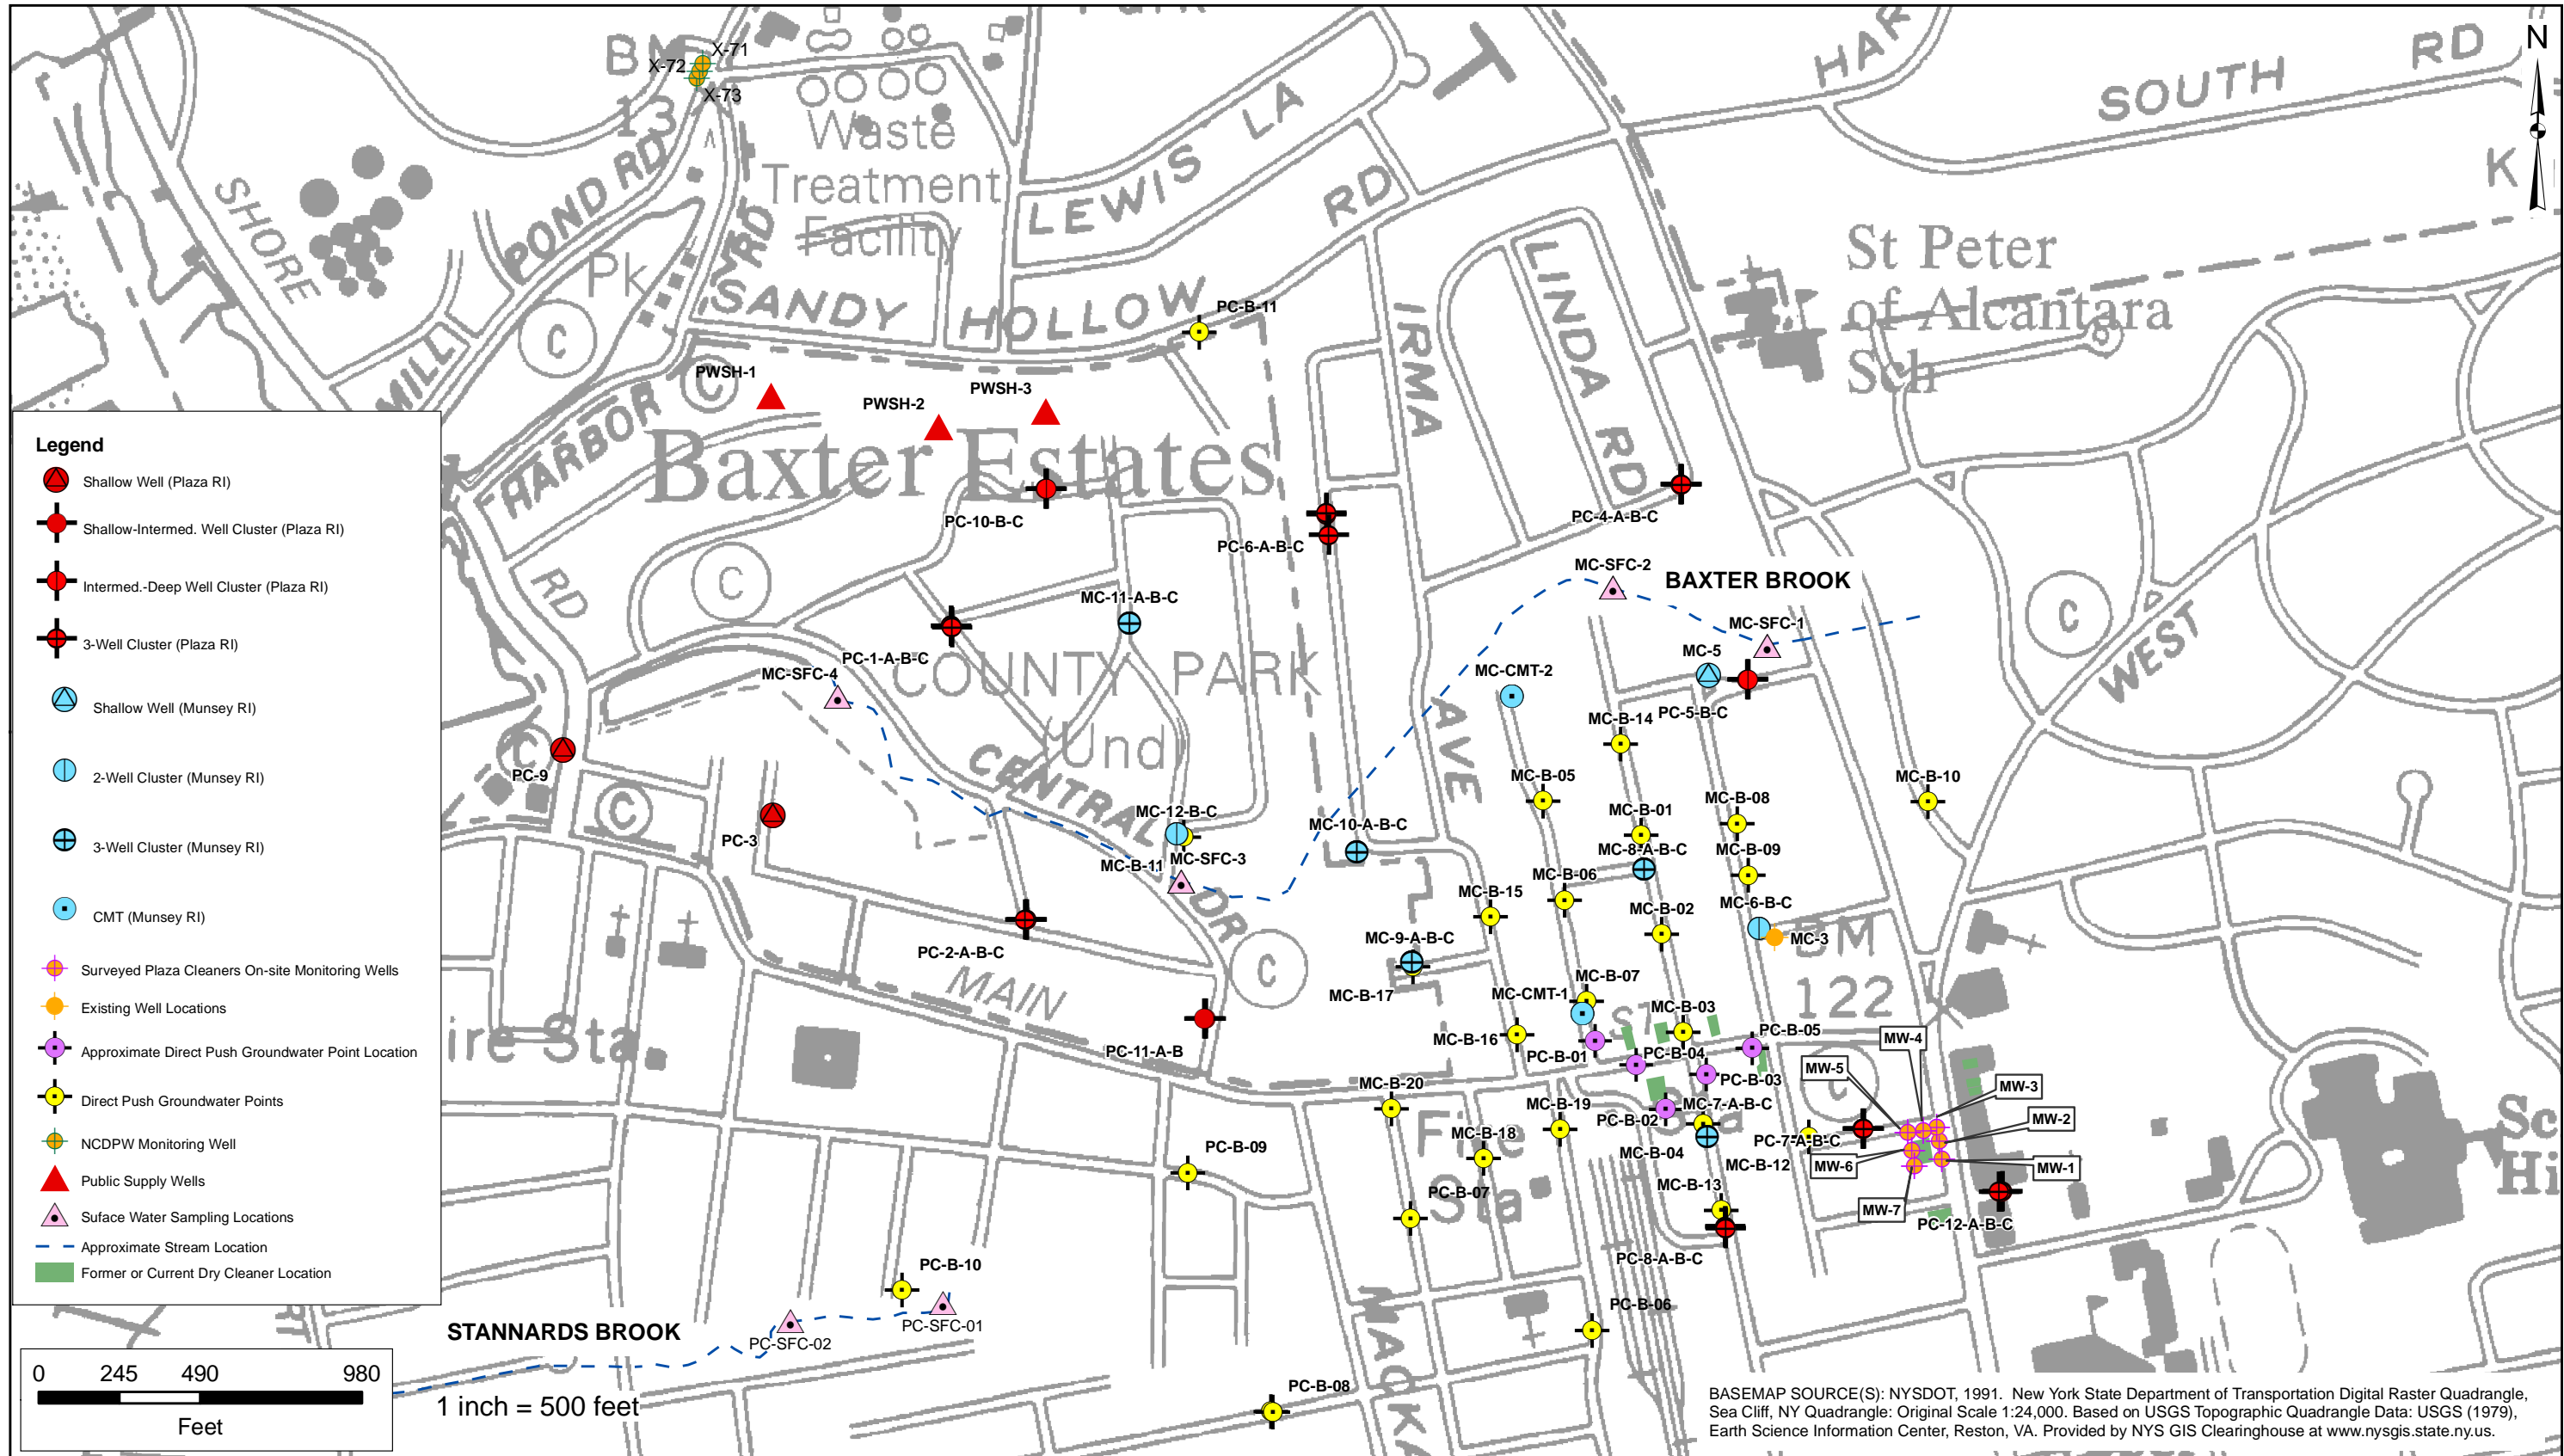 X-71
X-72
X-73
BM
13
Waste
Treatment
Facility
SHORE
POND RD
Pk
MILL
RD
SANDY HOLLOW
RD
LEWIS LA
SOUTH RD
N
K
St Peter
of Alcantara
Sch
LINDA RD
IRMA
AVE
HARBOR
RD
C
PC-B-11
PWSH-1
PWSH-2
PWSH-3
Baxter Estates
PC-10-B-C
PC-6-A-B-C
PC-4-A-B-C
MC-SFC-2
BAXTER BROOK
MC-SFC-1
MC-11-A-B-C
PC-1-A-B-C
MC-SFC-4
COUNTY PARK
(Und)
CENTRAL DR
MC-5
MC-CMT-2
PC-5-B-C
MC-B-14
WEST
PC-9
PC-3
MC-B-05
MC-B-10
MC-B-01
MC-B-08
MC-12-B-C
MC-10-A-B-C
MC-8-A-B-C
MC-B-09
MC-B-11
MC-SFC-3
MC-B-06
MC-B-15
MC-B-02
MC-6-B-C
MC-3
BM
122
PC-2-A-B-C
MC-9-A-B-C
MC-B-17
MAIN
ST
MC-B-07
MC-CMT-1
MC-B-03
PC-B-05
MC-B-16
PC-B-01
PC-B-04
PC-B-03
PC-11-A-B
ire Sta
MC-B-20
MC-B-19
PC-B-02
MC-7-A-B-C
MC-B-04
MC-B-12
PC-7-A-B-C
MW-4
MW-5
MW-3
MW-2
MW-1
MW-6
MW-7
PC-12-A-B-C
Fire
Sta
MC-B-18
PC-B-07
PC-B-09
MC-B-13
PC-8-A-B-C
PC-B-10
PC-SFC-01
PC-SFC-02
STANNARDS BROOK
PC-B-06
PC-B-08
MACKA
Legend
Shallow Well (Plaza RI)
Shallow-Intermed. Well Cluster (Plaza RI)
Intermed.-Deep Well Cluster (Plaza RI)
3-Well Cluster (Plaza RI)
Shallow Well (Munsey RI)
2-Well Cluster (Munsey RI)
3-Well Cluster (Munsey RI)
CMT (Munsey RI)
Surveyed Plaza Cleaners On-site Monitoring Wells
Existing Well Locations
Approximate Direct Push Groundwater Point Location
Direct Push Groundwater Points
NCDPW Monitoring Well
Public Supply Wells
Suface Water Sampling Locations
Approximate Stream Location
Former or Current Dry Cleaner Location
0 245 490 980
Feet
1 inch = 500 feet
BASEMAP SOURCE(S): NYSDOT, 1991. New York State Department of Transportation Digital Raster Quadrangle,
Sea Cliff, NY Quadrangle: Original Scale 1:24,000. Based on USGS Topographic Quadrangle Data: USGS (1979),
Earth Science Information Center, Reston, VA. Provided by NYS GIS Clearinghouse at www.nysgis.state.ny.us.